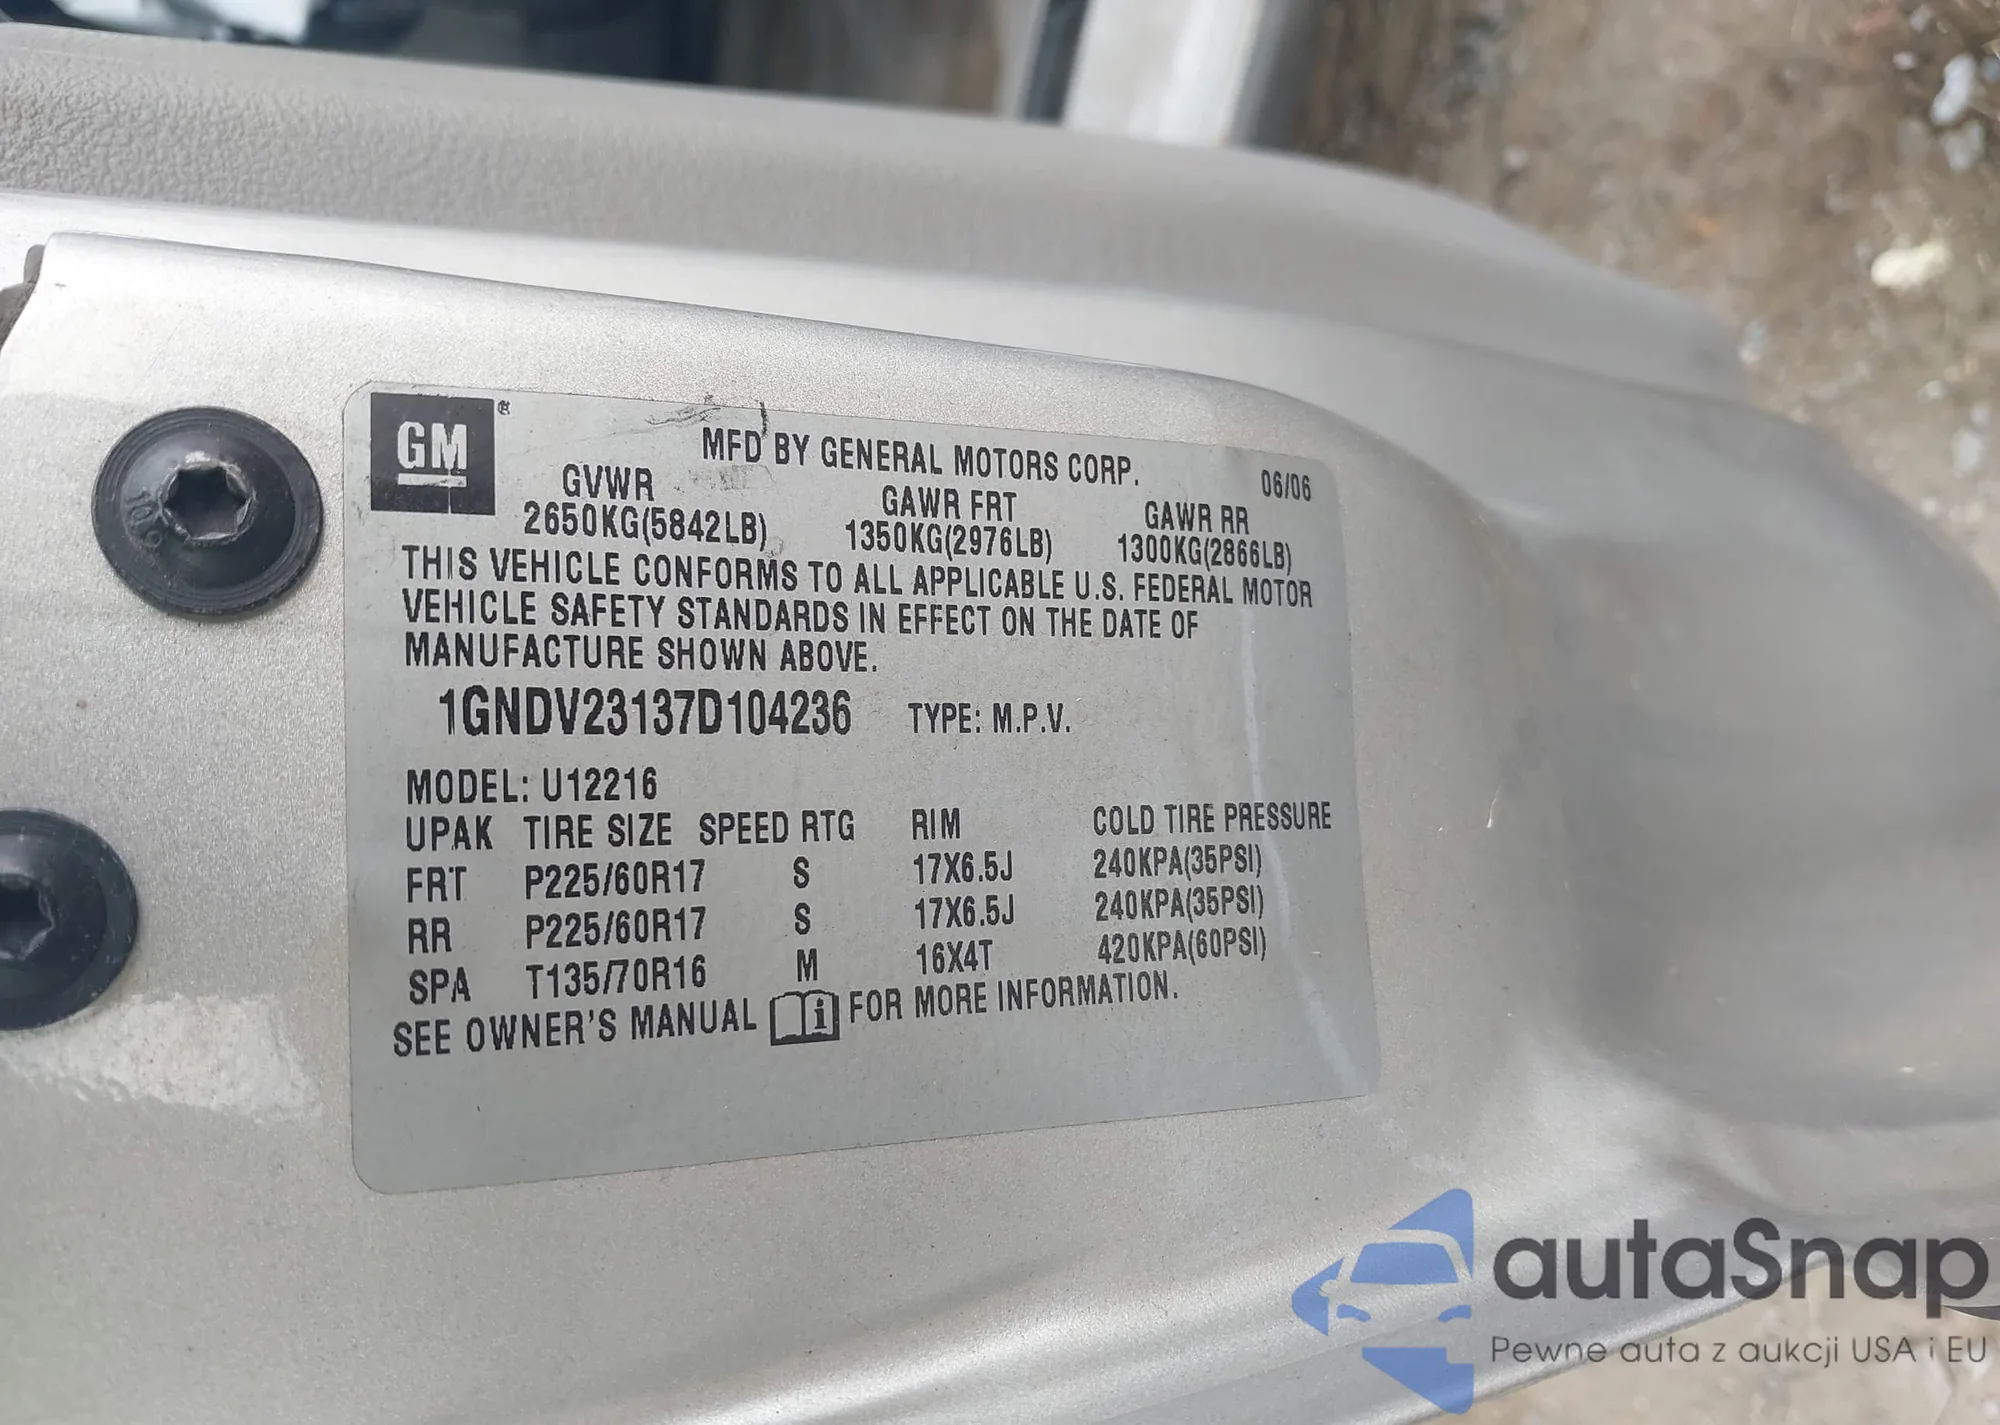 GM ®
MFD BY GENERAL MOTORS CORP. 06/06
GVWR GAWR FRT GAWR RR
2650KG(5842LB) 1350KG(2976LB) 1300KG(2866LB)
THIS VEHICLE CONFORMS TO ALL APPLICABLE U.S. FEDERAL MOTOR
VEHICLE SAFETY STANDARDS IN EFFECT ON THE DATE OF
MANUFACTURE SHOWN ABOVE.
1GNDV23137D104236 TYPE: M.P.V.
MODEL: U12216
UPAK TIRE SIZE SPEED RTG RIM COLD TIRE PRESSURE
FRT P225/60R17 S 17X6.5J 240KPA(35PSI)
RR P225/60R17 S 17X6.5J 240KPA(35PSI)
SPA T135/70R16 M 16X4T 420KPA(60PSI)
SEE OWNER'S MANUAL i FOR MORE INFORMATION.
autaSnap
Pewne auta z aukcji USA i EU